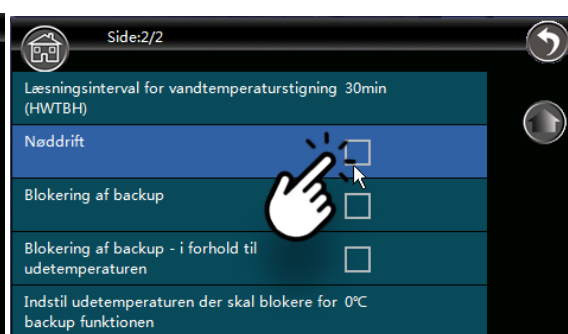 Side:2/2
Læsningsinterval for vandtemperaturstigning 30min
(HWTBH)
Nøddrift
Blokering af backup
Blokering af backup - i forhold til
udetemperaturen
Indstil udetemperaturen der skal blokere for 0℃
backup funktionen